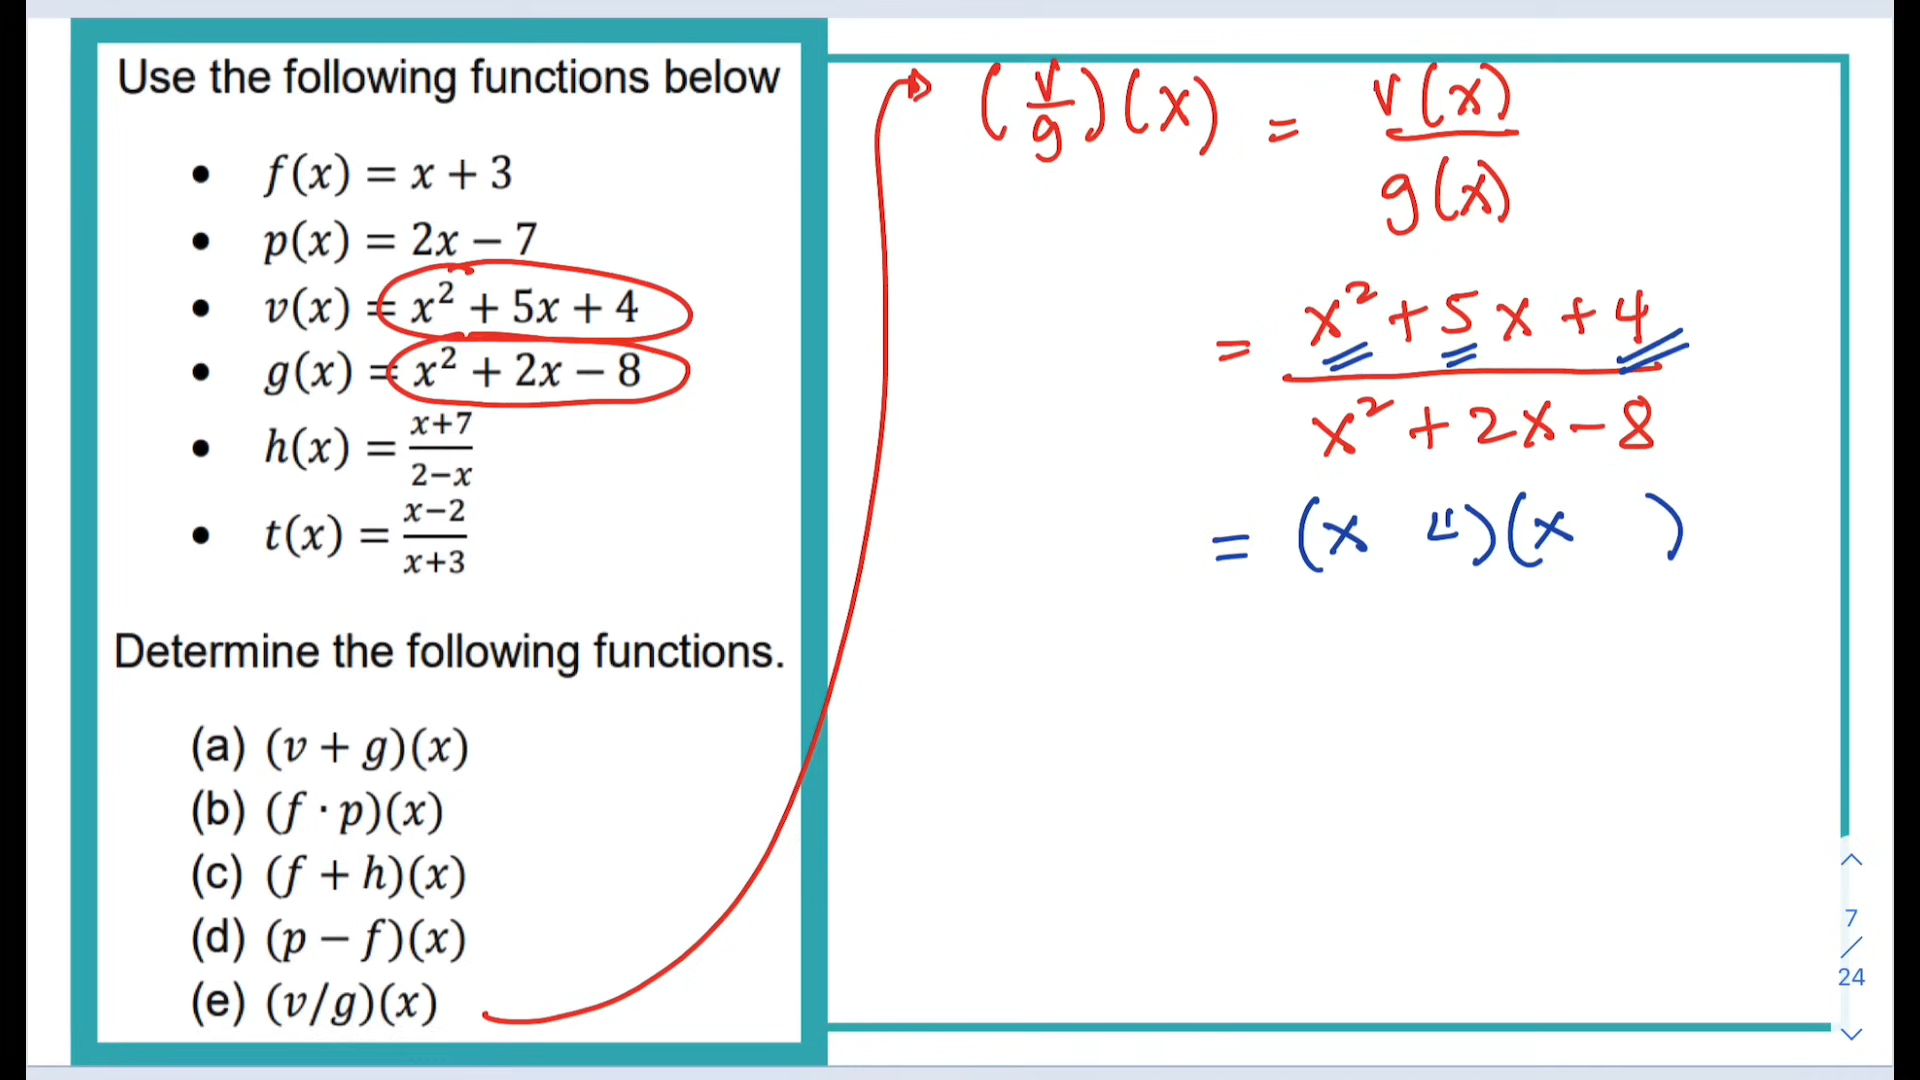 Use the following functions below
• f(x) = x + 3
• p(x) = 2x − 7
• v(x) = x² + 5x + 4
• g(x) = x² + 2x − 8
• h(x) = x+7 / 2−x
• t(x) = x−2 / x+3
Determine the following functions.
(a) (v + g)(x)
(b) (f · p)(x)
(c) (f + h)(x)
(d) (p − f)(x)
(e) (v/g)(x)
(v/g)(x) = v(x) / g(x)
= x² + 5x + 4 / x² + 2x − 8
= (x 4)(x )
7
/
24